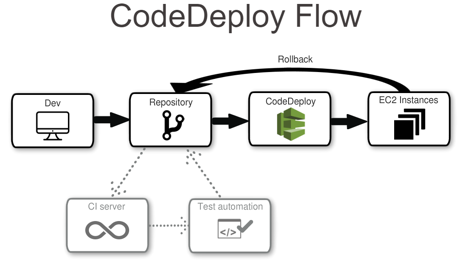 CodeDeploy Flow
Rollback
Dev
Repository
CodeDeploy
EC2 Instances
CI server
Test automation
</>